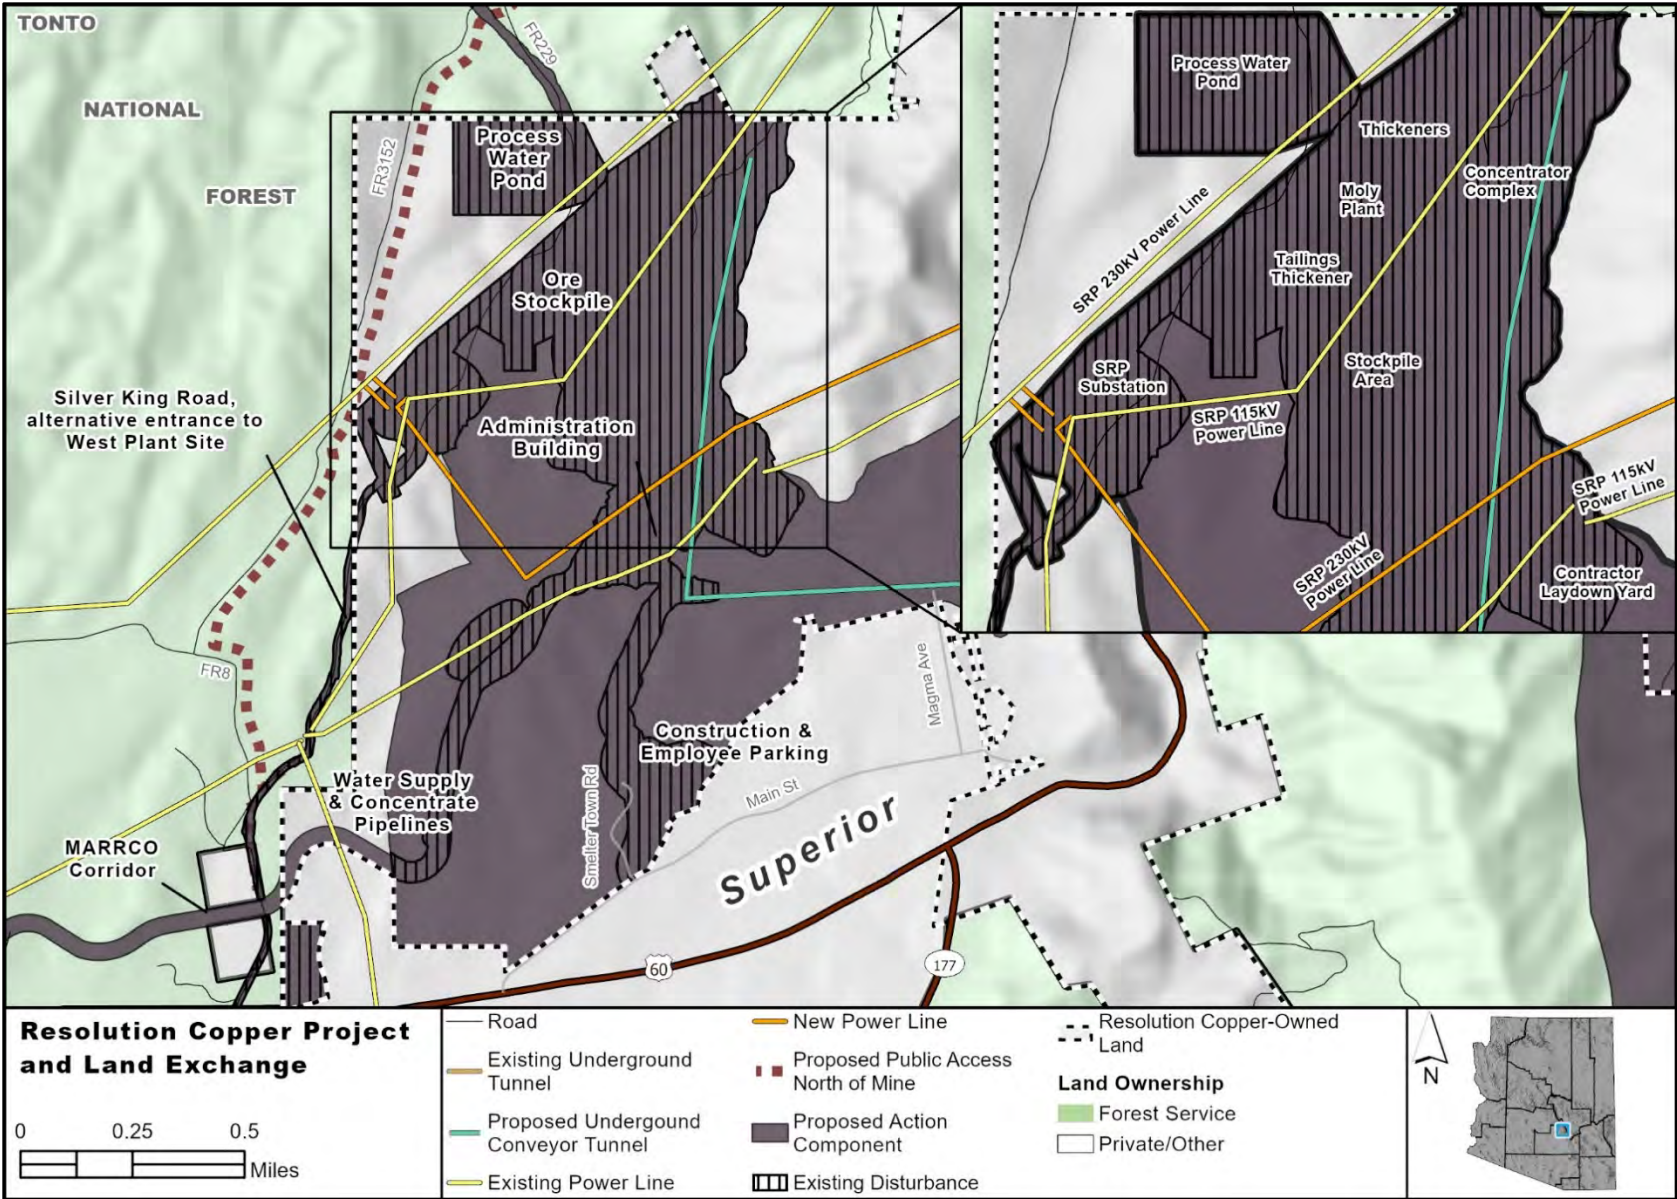 TONTO
NATIONAL
FOREST
FR229
FR3152
Process
Water
Pond
Ore
Stockpile
Silver King Road,
alternative entrance to
West Plant Site
Administration
Building
FR8
Construction &
Employee Parking
Magma Ave
Main St
Smelter Town Rd
Water Supply
& Concentrate
Pipelines
MARRCO
Corridor
Superior
60
177
Process Water
Pond
Thickeners
Concentrator
Complex
Moly
Plant
SRP 230kV Power Line
Tailings
Thickener
SRP
Substation
Stockpile
Area
SRP 115kV
Power Line
SRP 115kV
Power Line
SRP 230kV
Power Line
Contractor
Laydown Yard
Resolution Copper Project
and Land Exchange
0 0.25 0.5
Miles
Road
Existing Underground
Tunnel
Proposed Undergound
Conveyor Tunnel
Existing Power Line
New Power Line
Proposed Public Access
North of Mine
Proposed Action
Component
Existing Disturbance
Resolution Copper-Owned
Land
Land Ownership
Forest Service
Private/Other
N